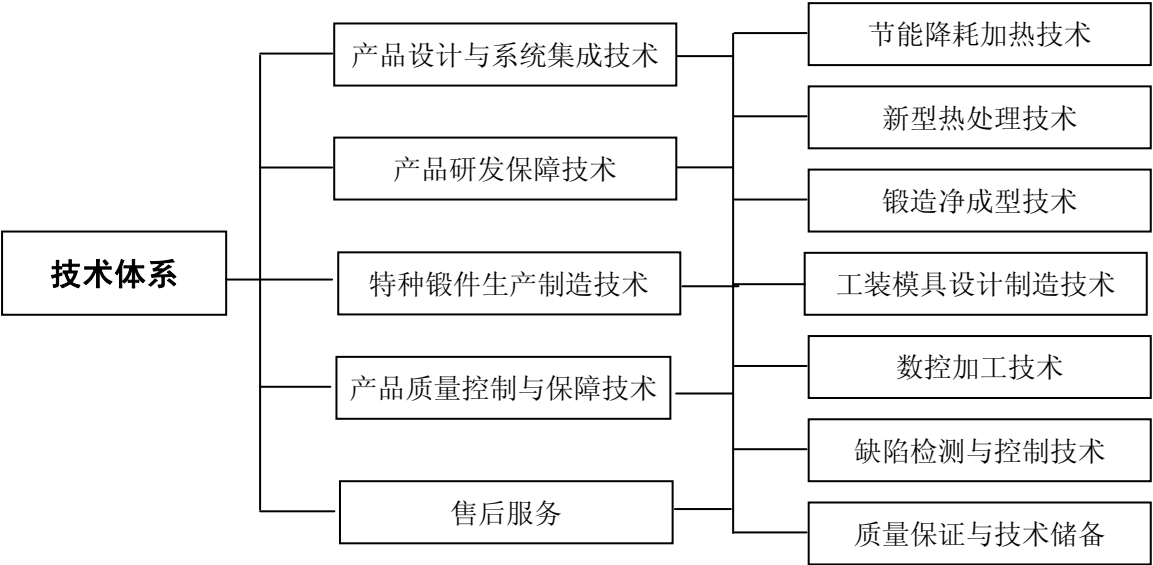 技术体系
产品设计与系统集成技术
产品研发保障技术
特种锻件生产制造技术
产品质量控制与保障技术
售后服务
节能降耗加热技术
新型热处理技术
锻造净成型技术
工装模具设计制造技术
数控加工技术
缺陷检测与控制技术
质量保证与技术储备